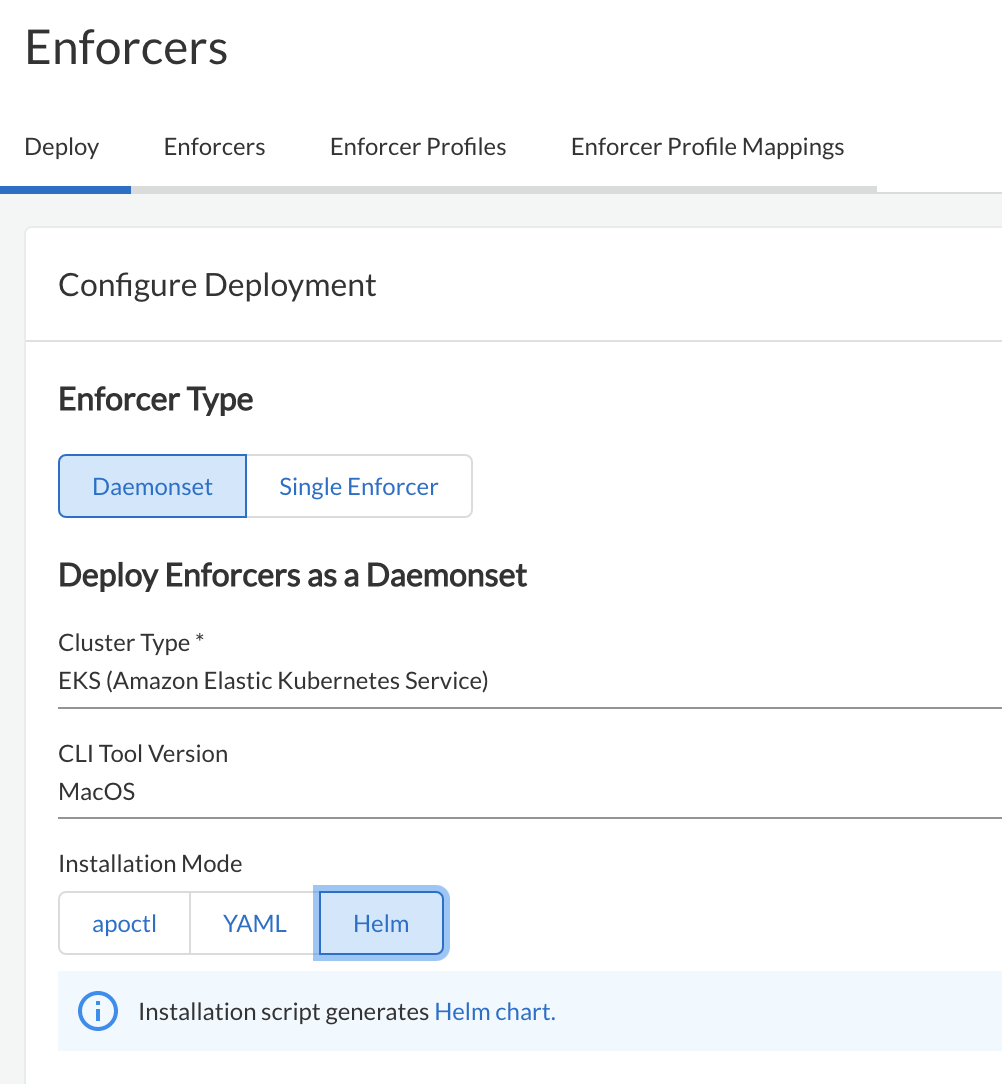 Enforcers
Deploy Enforcers Enforcer Profiles Enforcer Profile Mappings
Configure Deployment
Enforcer Type
Daemonset Single Enforcer
Deploy Enforcers as a Daemonset
Cluster Type *
EKS (Amazon Elastic Kubernetes Service)
CLI Tool Version
MacOS
Installation Mode
apoctl YAML Helm
Installation script generates Helm chart.